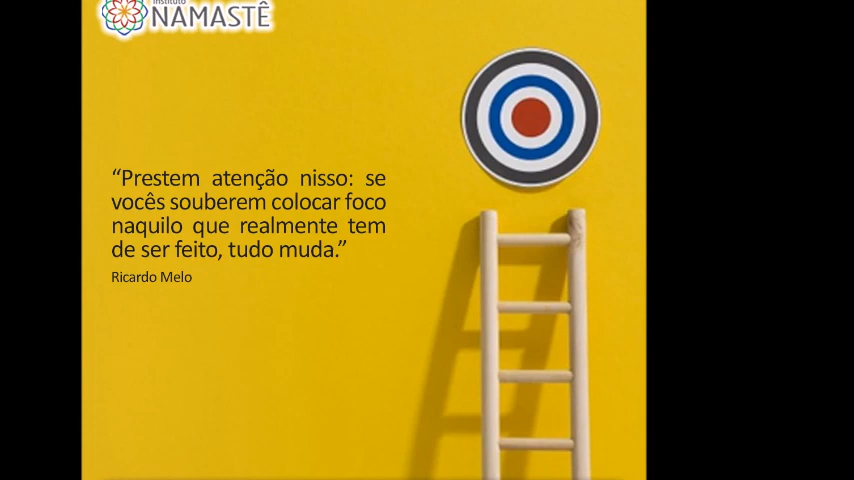 Instituto
NAMASTÊ
“Prestem atenção nisso: se
vocês souberem colocar foco
naquilo que realmente tem
de ser feito, tudo muda.”
Ricardo Melo